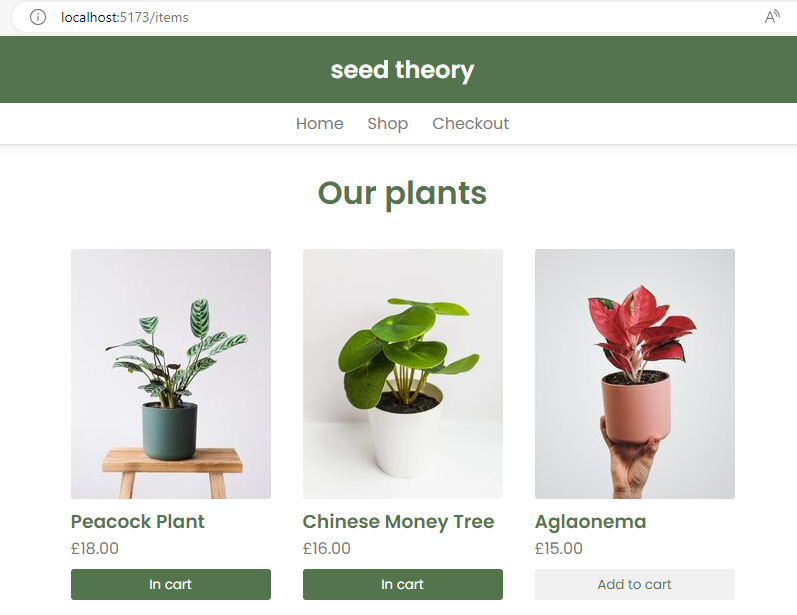 localhost:5173/items
seed theory
Home Shop Checkout
Our plants
Peacock Plant
£18.00
In cart
Chinese Money Tree
£16.00
In cart
Aglaonema
£15.00
Add to cart